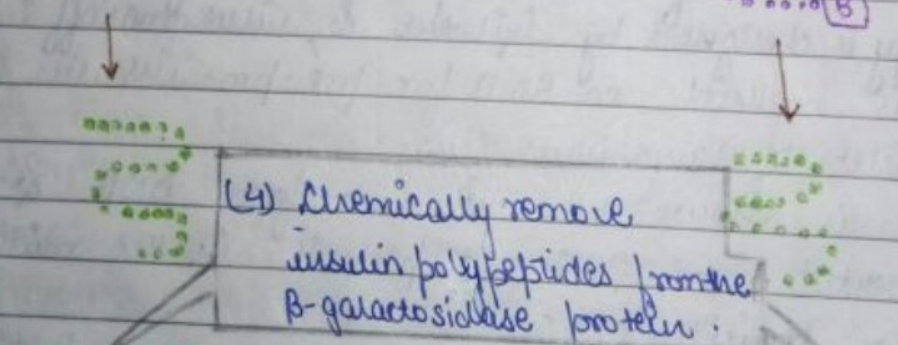 B
(4) Chemically remove
insulin polypeptides from the
β-galactosidase protein.